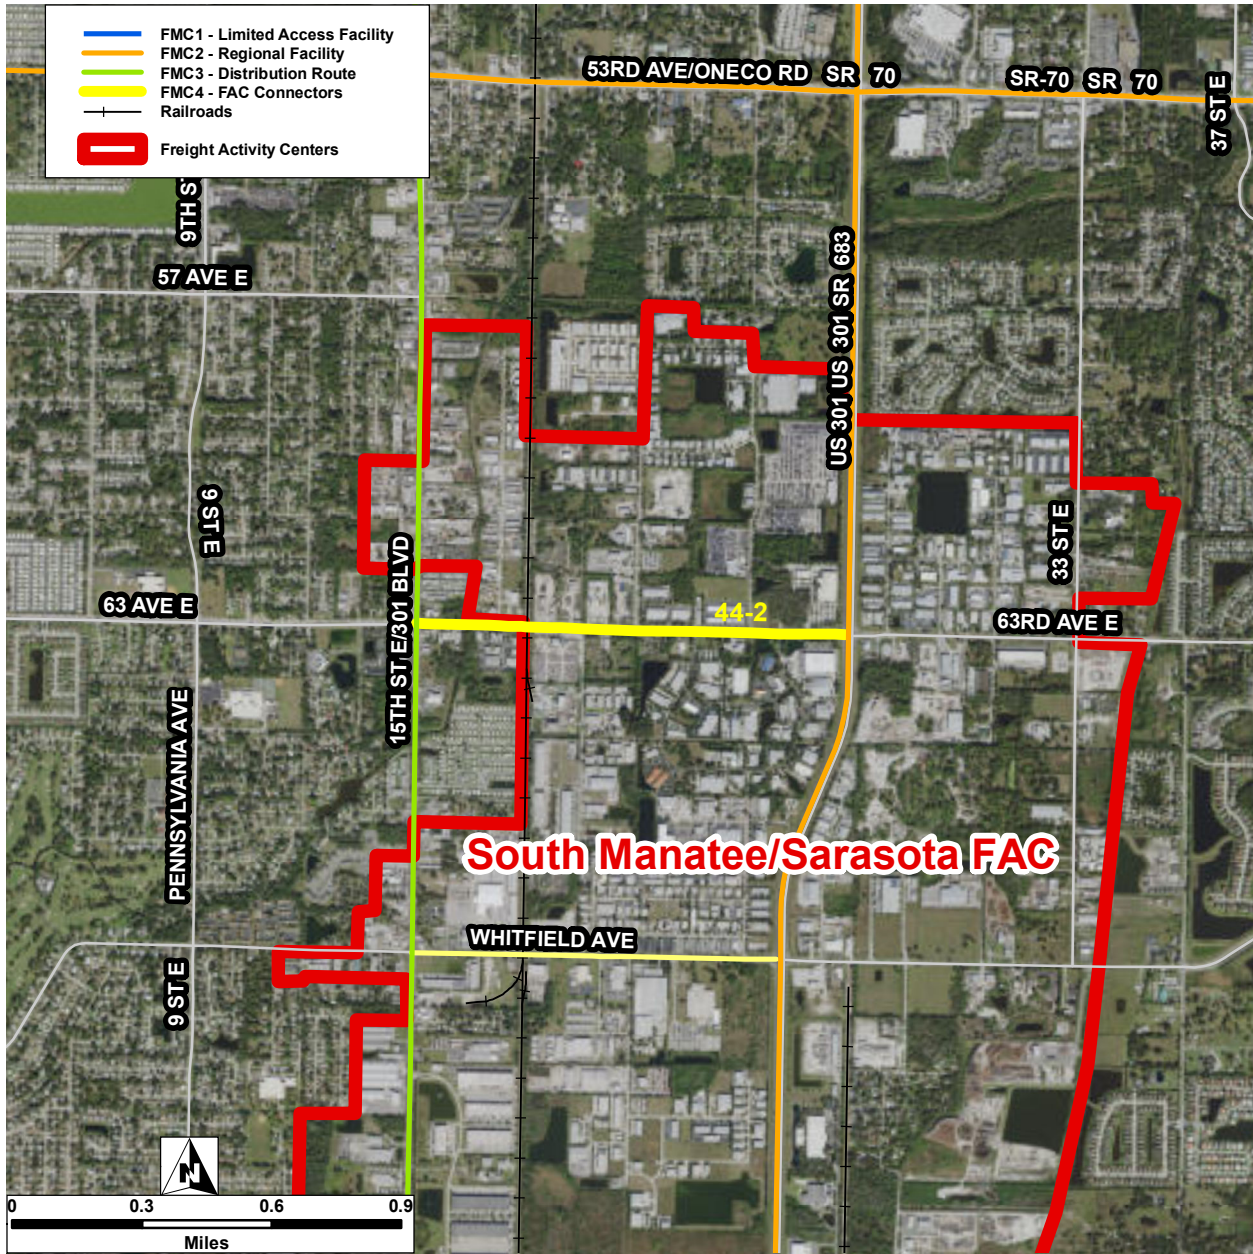 FMC1 - Limited Access Facility
FMC2 - Regional Facility
FMC3 - Distribution Route
FMC4 - FAC Connectors
Railroads
Freight Activity Centers
53RD AVE/ONECO RD SR 70
SR-70 SR 70
37 ST E
9TH S
57 AVE E
US 301 US 301 SR 683
9 ST E
15TH ST E/301 BLVD
33 ST E
63 AVE E
44-2
63RD AVE E
PENNSYLVANIA AVE
South Manatee/Sarasota FAC
WHITFIELD AVE
9 ST E
N
0 0.3 0.6 0.9
Miles